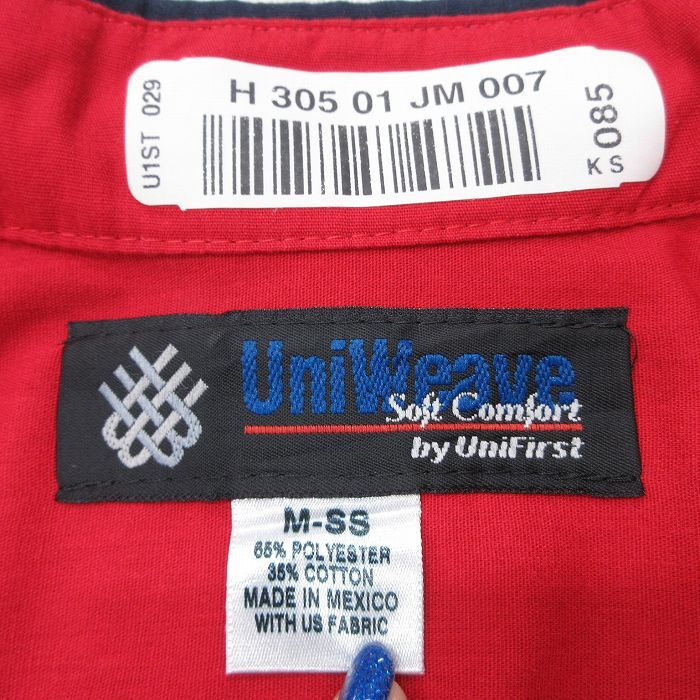 H 305 01 JM 007
U1ST 029
085
KS
UniWeave
Soft Comfort
by UniFirst
M-SS
65% POLYESTER
35% COTTON
MADE IN MEXICO
WITH US FABRIC